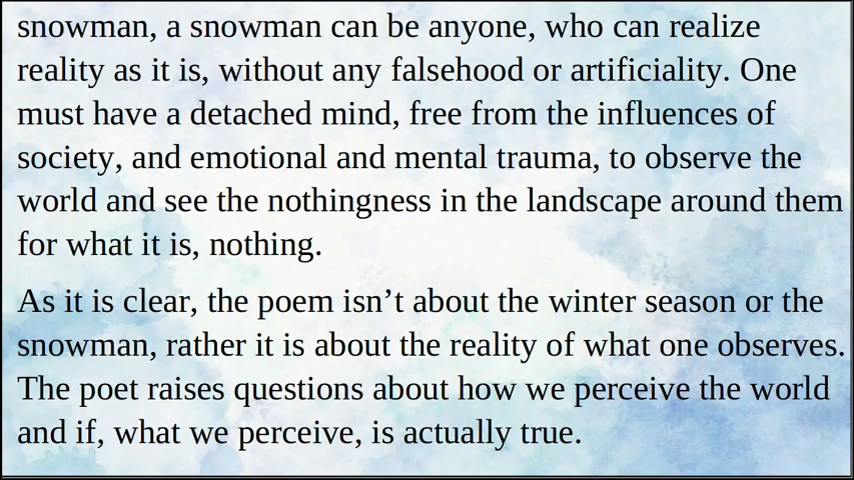 snowman, a snowman can be anyone, who can realize
reality as it is, without any falsehood or artificiality. One
must have a detached mind, free from the influences of
society, and emotional and mental trauma, to observe the
world and see the nothingness in the landscape around them
for what it is, nothing.
As it is clear, the poem isn’t about the winter season or the
snowman, rather it is about the reality of what one observes.
The poet raises questions about how we perceive the world
and if, what we perceive, is actually true.